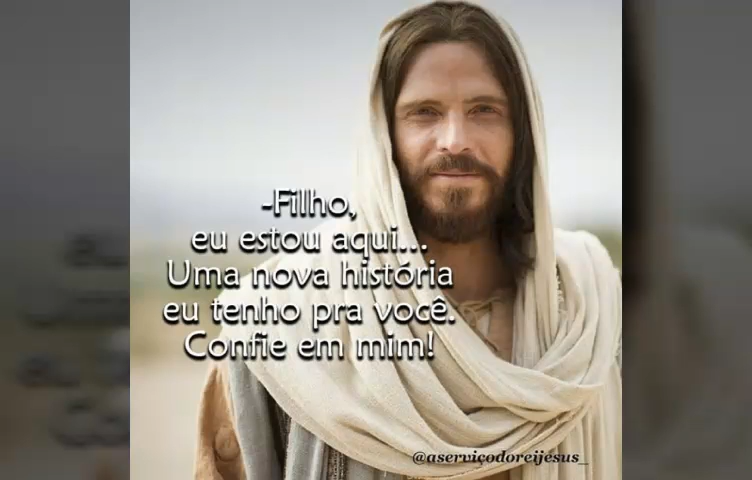 -Filho,
eu estou aqui...
Uma nova história
eu tenho pra você.
Confie em mim!
@aservicodoreijesus_